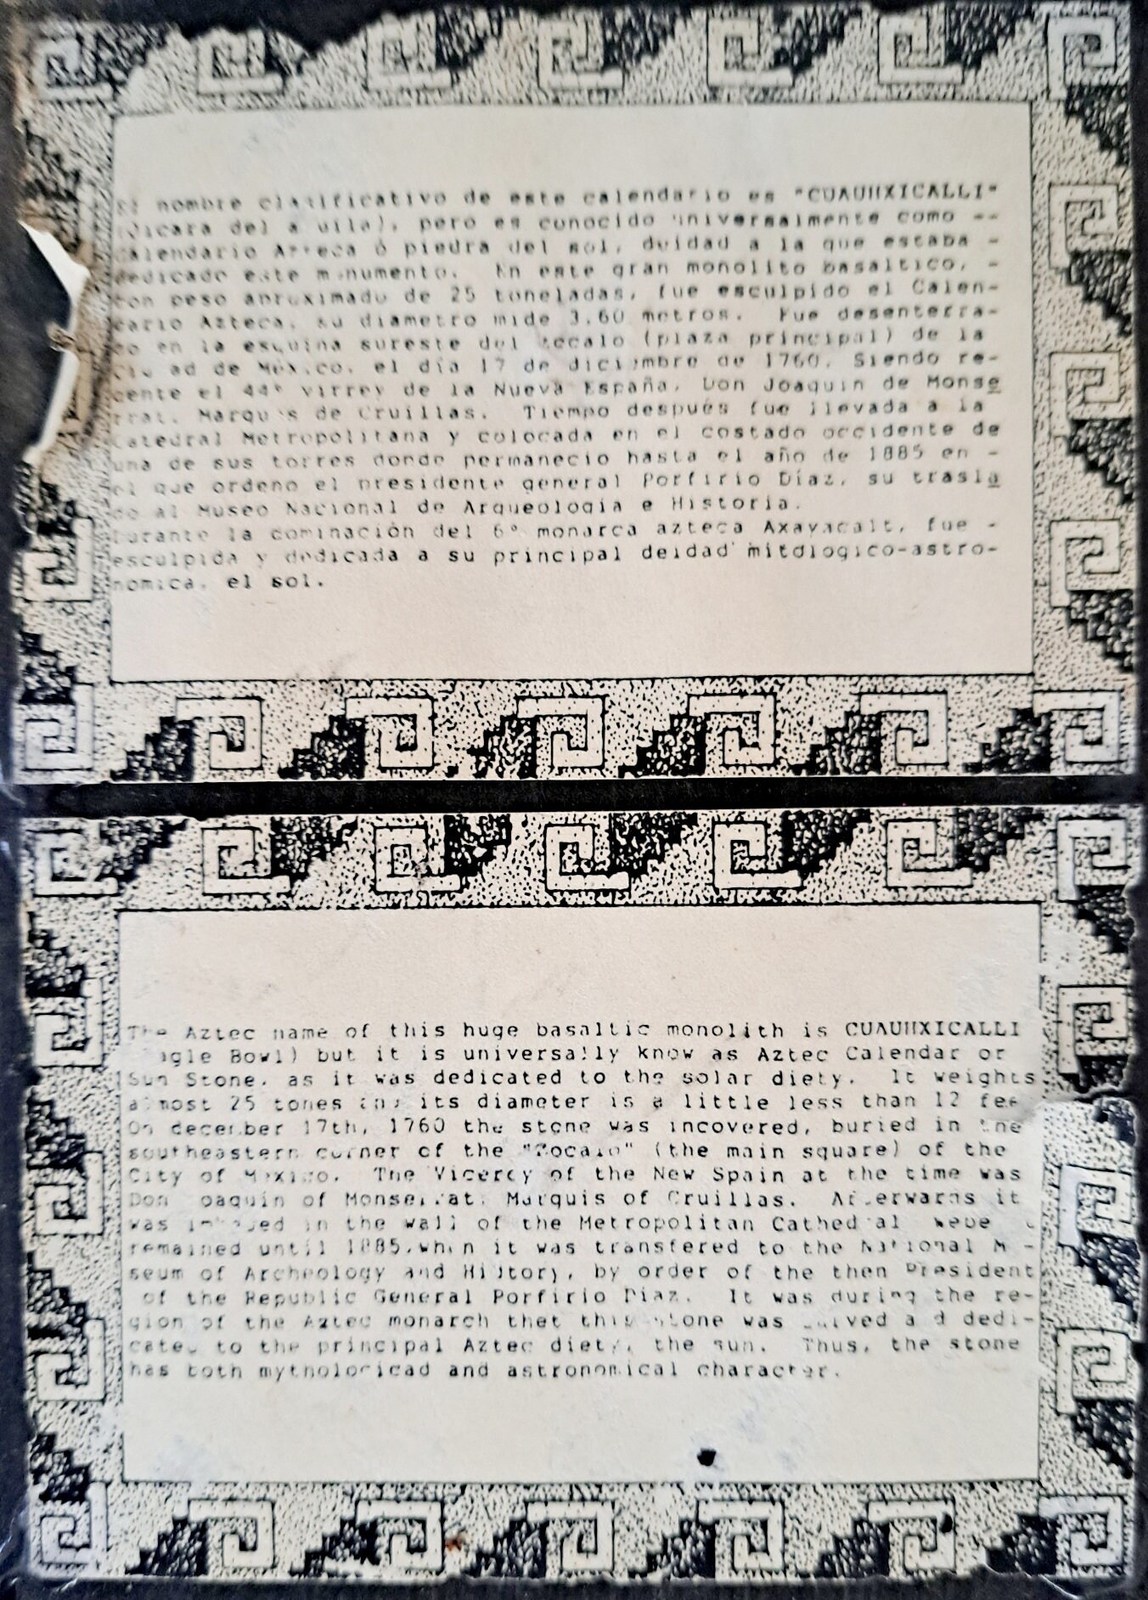 nombre clasificativo de este calendario es "CUAUHXICALLI"
(Jicara del aguila), pero es conocido universalmente como --
Calendario Azteca ó piedra del sol, deidad a la que estaba -
dedicado este monumento. En este gran monolito basaltico, -
con peso aproximado de 25 toneladas, fue esculpido el Calen-
dario Azteca, su diametro mide 3.60 metros. Fue desenterra-
do en la esquina sureste del zocalo (plaza principal) de la
Ciudad de México, el día 17 de diciembre de 1760, Siendo re-
gente el 44° virrey de la Nueva España, Don Joaquin de Monse
rrat, Marqués de Cruillas. Tiempo después fue llevada a la
Catedral Metropolitana y colocada en el costado occidente de
una de sus torres donde permanecio hasta el año de 1885 en -
el que ordeno el presidente general Porfirio Díaz, su trasla
do al Museo Nacional de Arqueología e Historia.
Durante la dominación del 6° monarca azteca Axayacalt, fue -
esculpida y dedicada a su principal deidad mitologico-astro-
nomica, el sol.
The Aztec name of this huge basaltic monolith is CUAUHXICALLI
Bowl) but it is universally know as Aztec Calendar or
Sun Stone, as it was dedicated to the solar diety. It weights
almost 25 tones and its diameter is a little less than 12 fee
On december 17th, 1760 the stone was incovered, buried in the
southeastern corner of the "Zocalo" (the main square) of the
City of Mexico. The Viceroy of the New Spain at the time was
Don Joaquin of Monserrat, Marquis of Cruillas. Afterwards it
was in the wall of the Metropolitan Cathedral
remained until 1885, when it was transfered to the National M -
seum of Archeology and History, by order of the then President
of the Republic General Porfirio Diaz. It was during the re-
gion of the Aztec monarch thet this stone was carved and dedi-
cated to the principal Aztec diety, the sun. Thus, the stone
has both mythologicad and astronomical character.